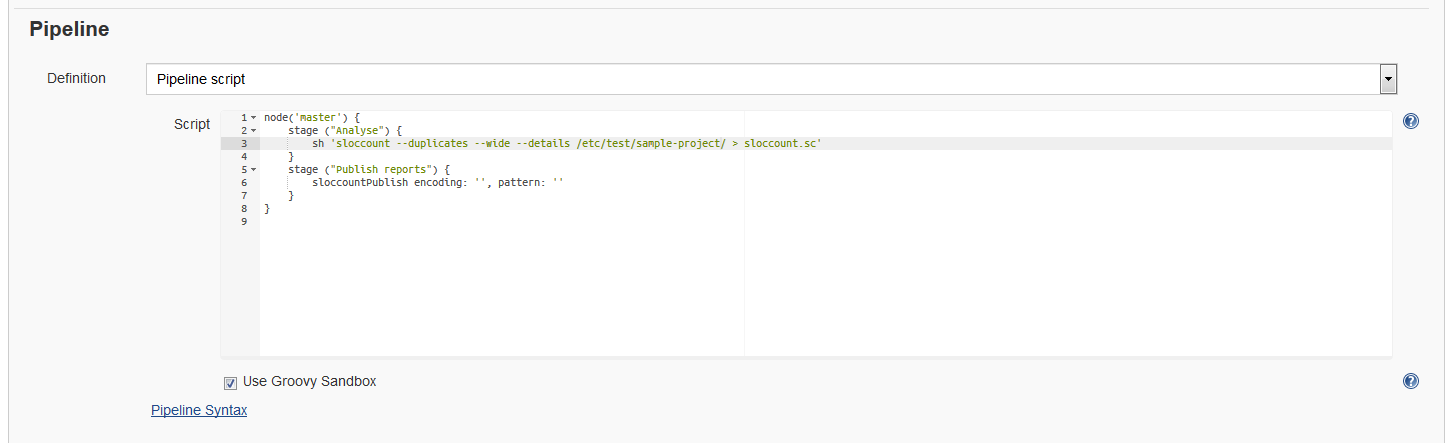 Pipeline
Definition
Pipeline script
Script
1 node('master') {
2     stage ("Analyse") {
3         sh 'sloccount --duplicates --wide --details /etc/test/sample-project/ > sloccount.sc'
4     }
5     stage ("Publish reports") {
6         sloccountPublish encoding: '', pattern: ''
7     }
8 }
9
Use Groovy Sandbox
Pipeline Syntax